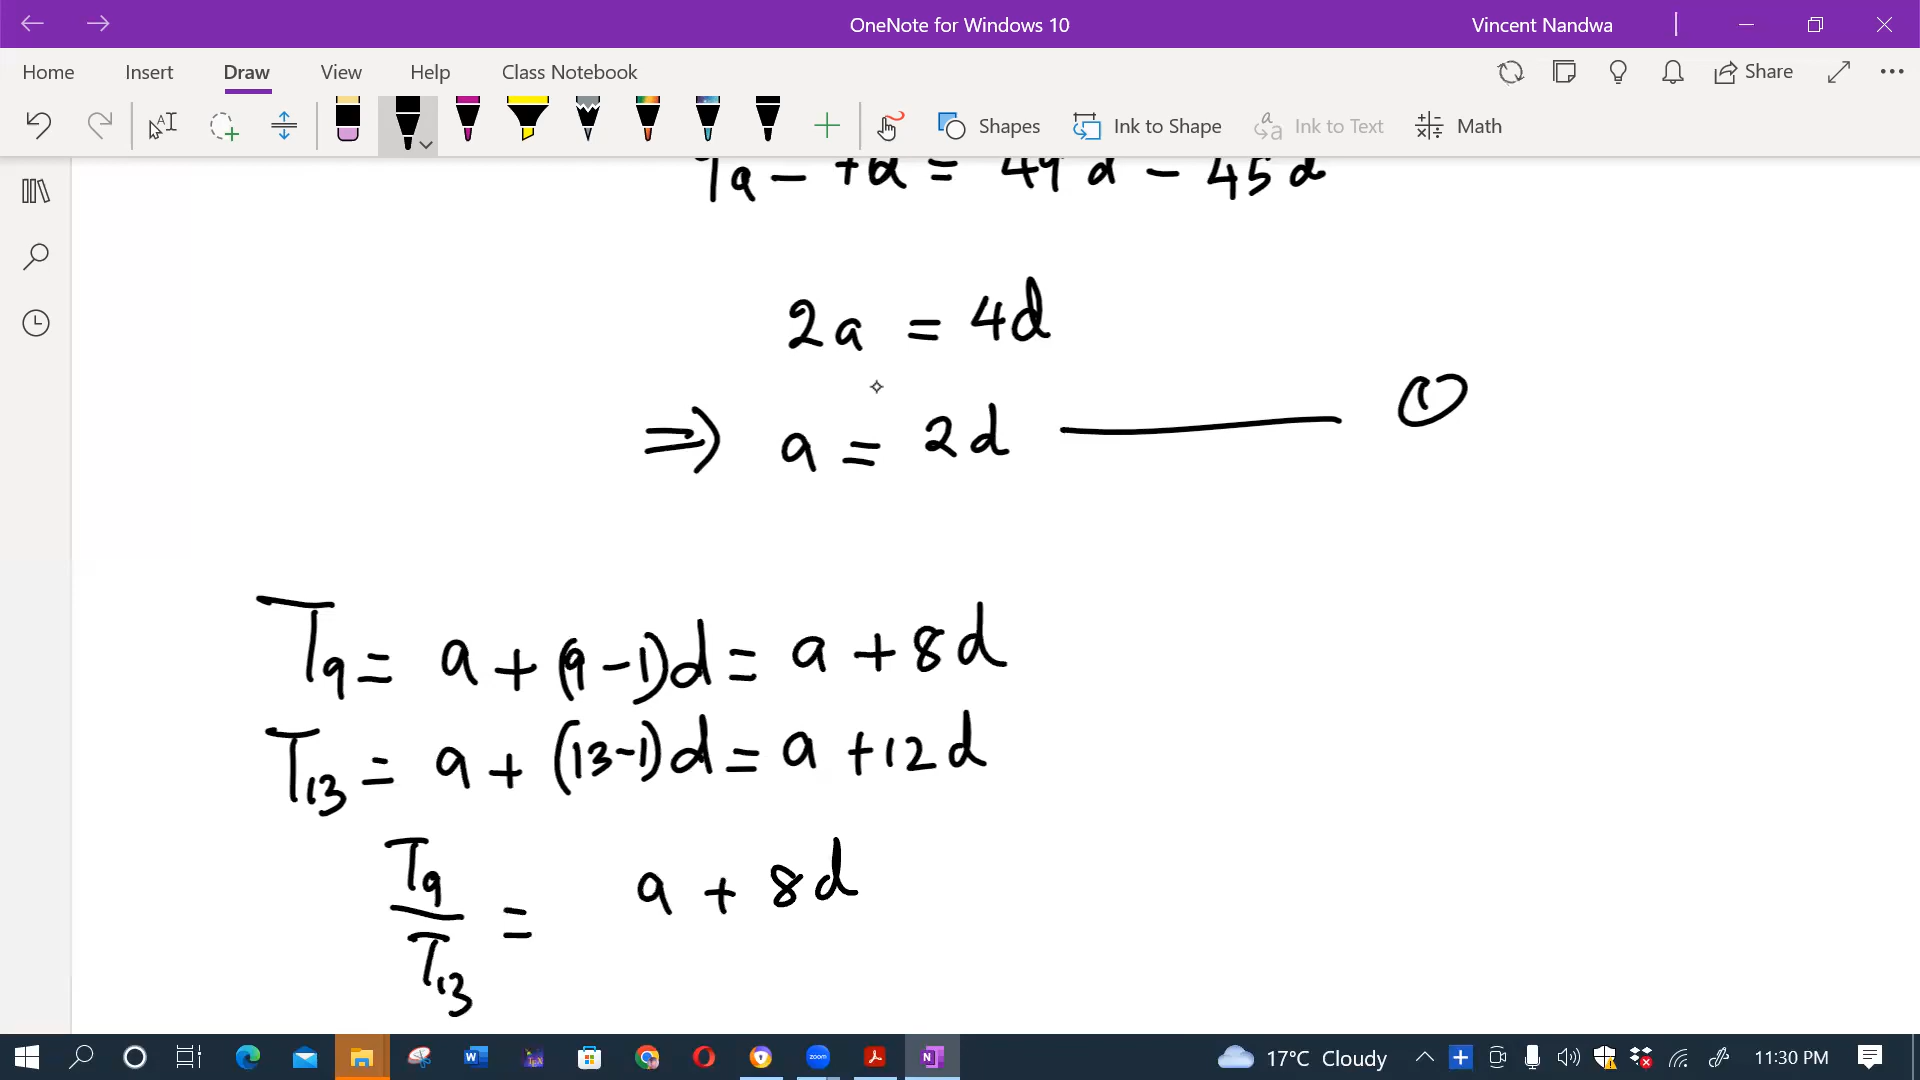 OneNote for Windows 10 Vincent Nandwa
Home Insert Draw View Help Class Notebook Share
Shapes Ink to Shape Ink to Text Math
= 49d - 45d
2a = 4d
⇒ a = 2d ——— ①
T₉ = a + (9-1)d = a + 8d
T₁₃ = a + (13-1)d = a + 12d
T₉/T₁₃ = a + 8d
17°C Cloudy 11:30 PM